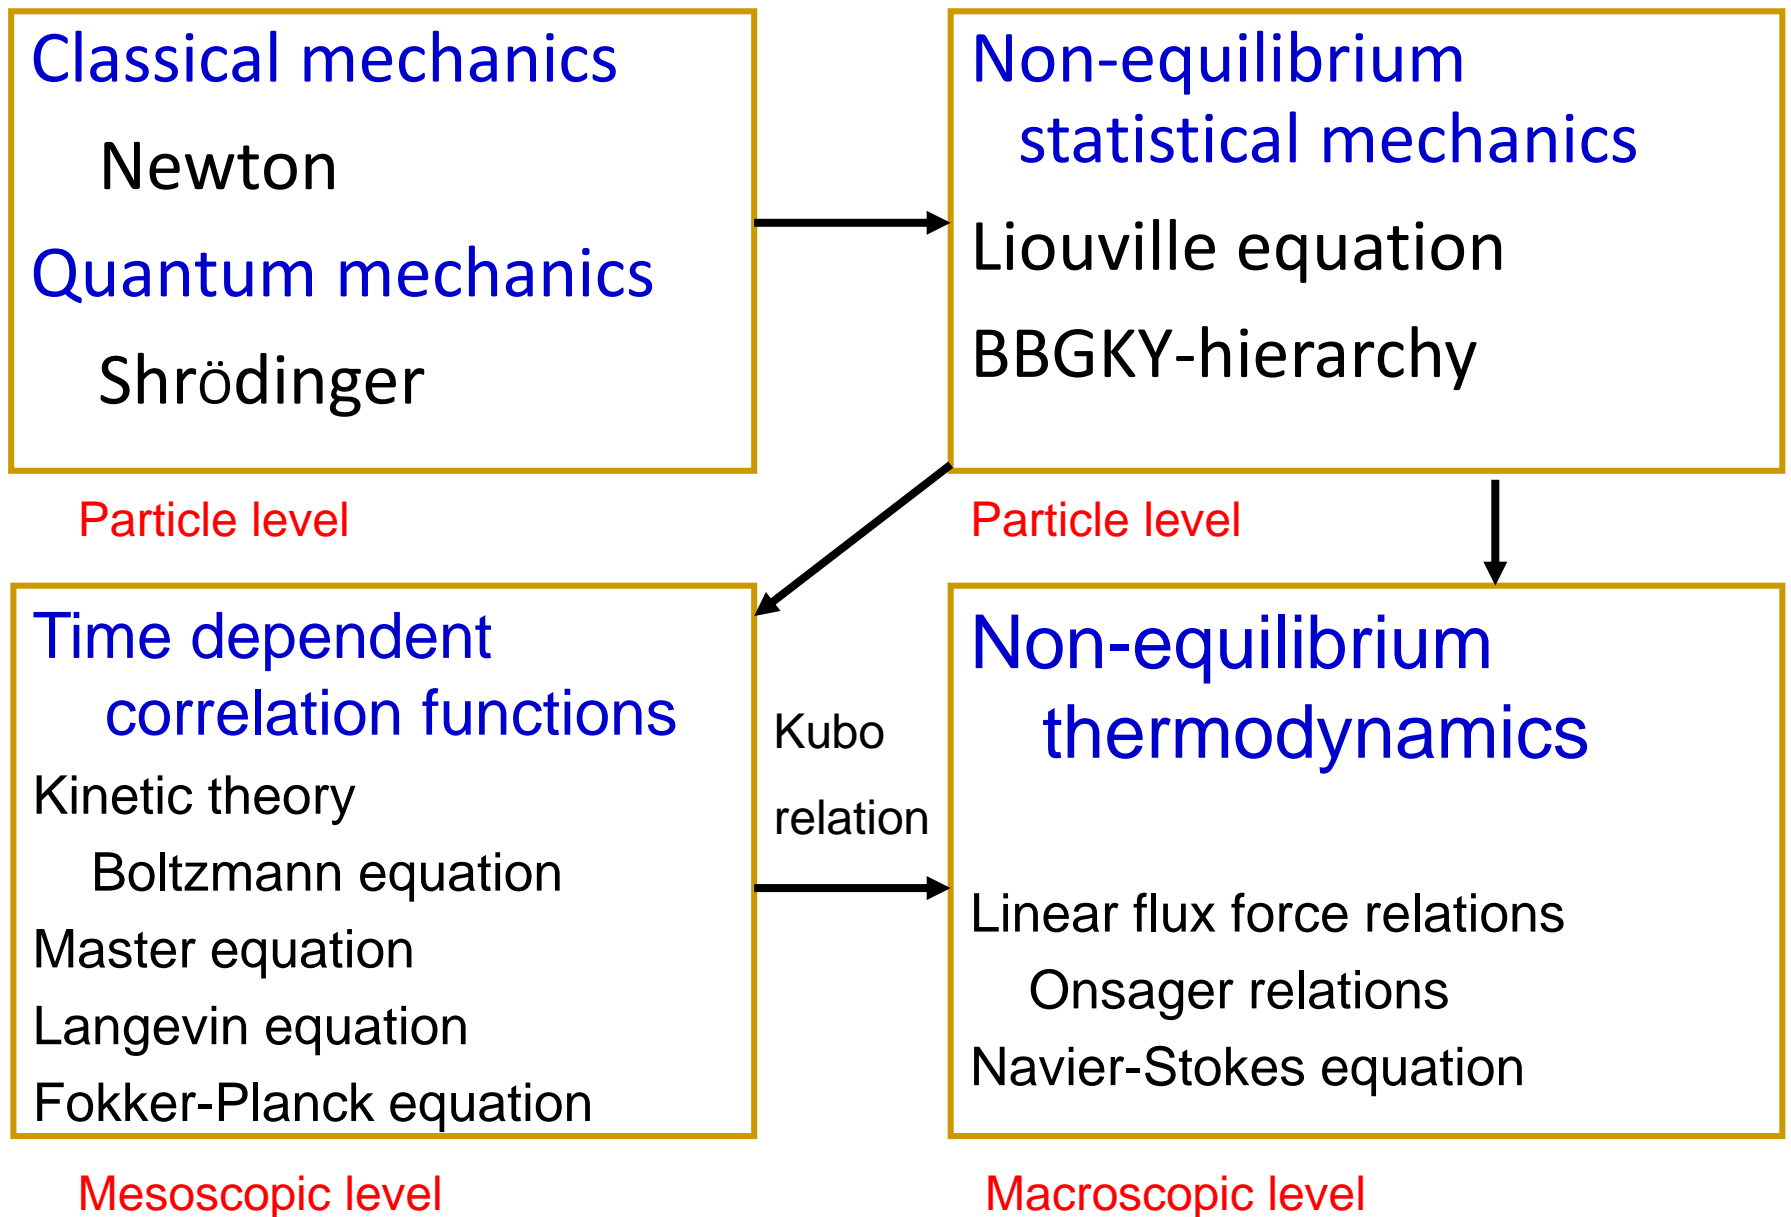 Classical mechanics
Newton
Quantum mechanics
Shrödinger
Particle level
Non-equilibrium
statistical mechanics
Liouville equation
BBGKY-hierarchy
Particle level
Time dependent
correlation functions
Kinetic theory
Boltzmann equation
Master equation
Langevin equation
Fokker-Planck equation
Mesoscopic level
Kubo
relation
Non-equilibrium
thermodynamics
Linear flux force relations
Onsager relations
Navier-Stokes equation
Macroscopic level